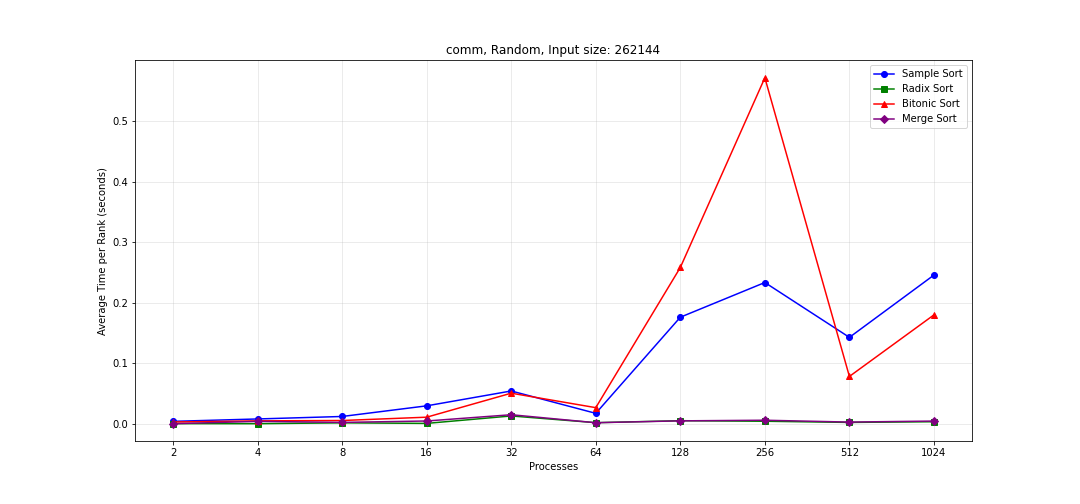 comm, Random, Input size: 262144
Sample Sort
Radix Sort
Bitonic Sort
Merge Sort
Average Time per Rank (seconds)
0.5
0.4
0.3
0.2
0.1
0.0
2 4 8 16 32 64 128 256 512 1024
Processes